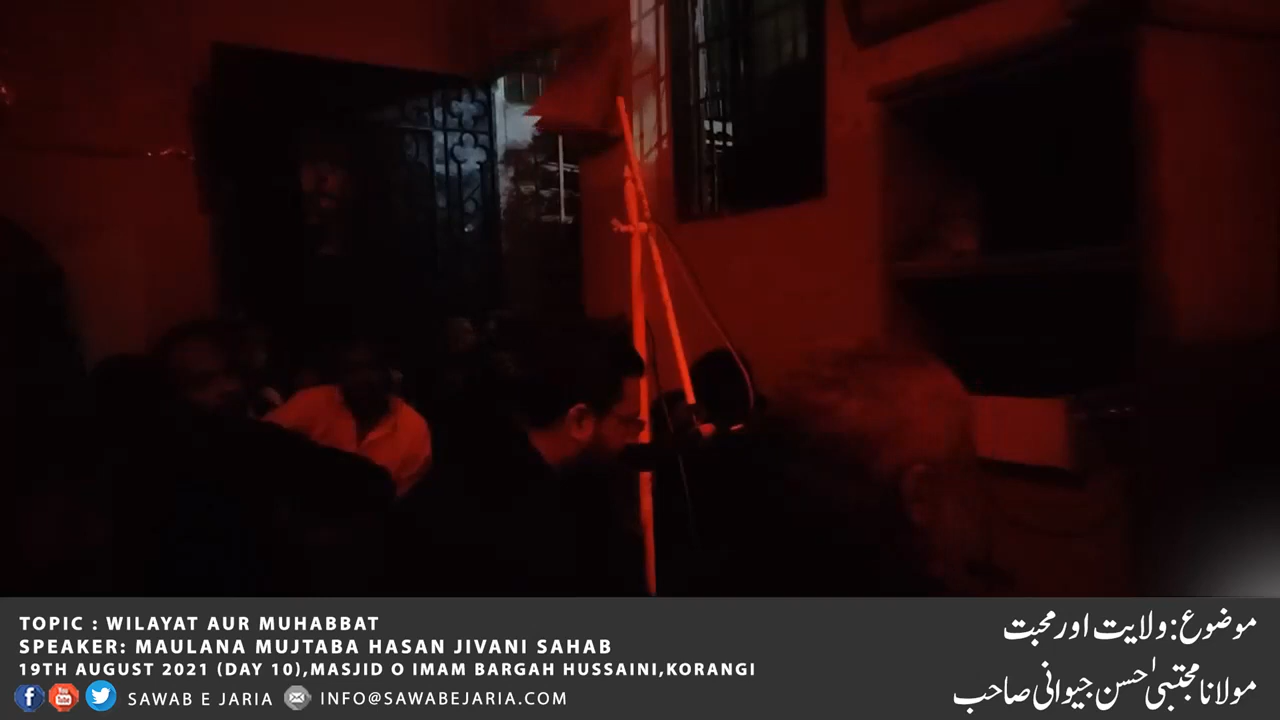 TOPIC : WILAYAT AUR MUHABBAT
SPEAKER: MAULANA MUJTABA HASAN JIVANI SAHAB
19TH AUGUST 2021 (DAY 10),MASJID O IMAM BARGAH HUSSAINI,KORANGI
SAWAB E JARIA INFO@SAWABEJARIA.COM
موضوع: ولایت اور محبت
مولانا مجتبیٰ حسن جیوانی صاحب